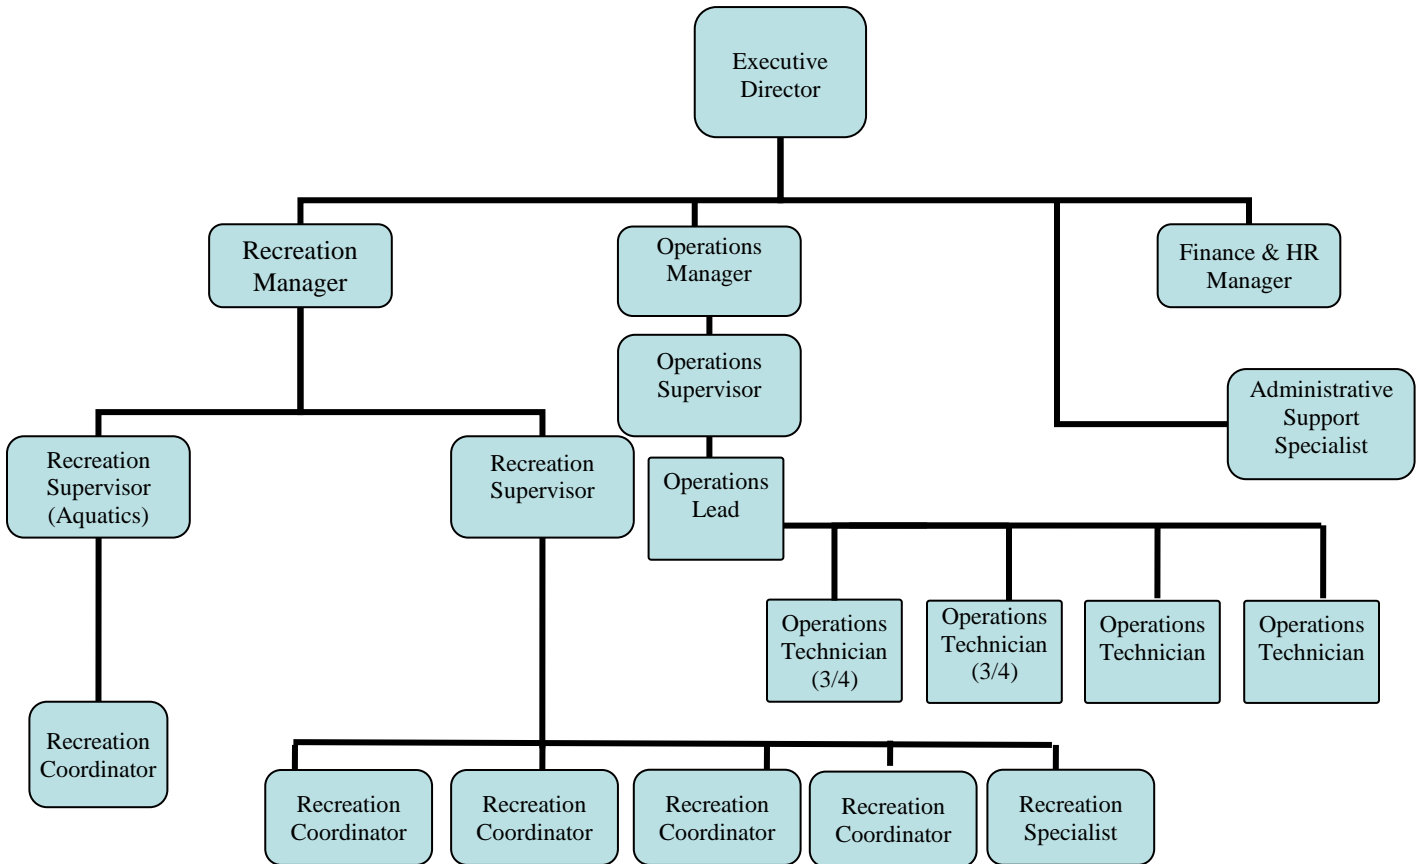 Executive
Director
Recreation
Manager
Operations
Manager
Finance & HR
Manager
Operations
Supervisor
Administrative
Support
Specialist
Recreation
Supervisor
(Aquatics)
Recreation
Supervisor
Operations
Lead
Operations
Technician
(3/4)
Operations
Technician
(3/4)
Operations
Technician
Operations
Technician
Recreation
Coordinator
Recreation
Coordinator
Recreation
Coordinator
Recreation
Coordinator
Recreation
Coordinator
Recreation
Specialist